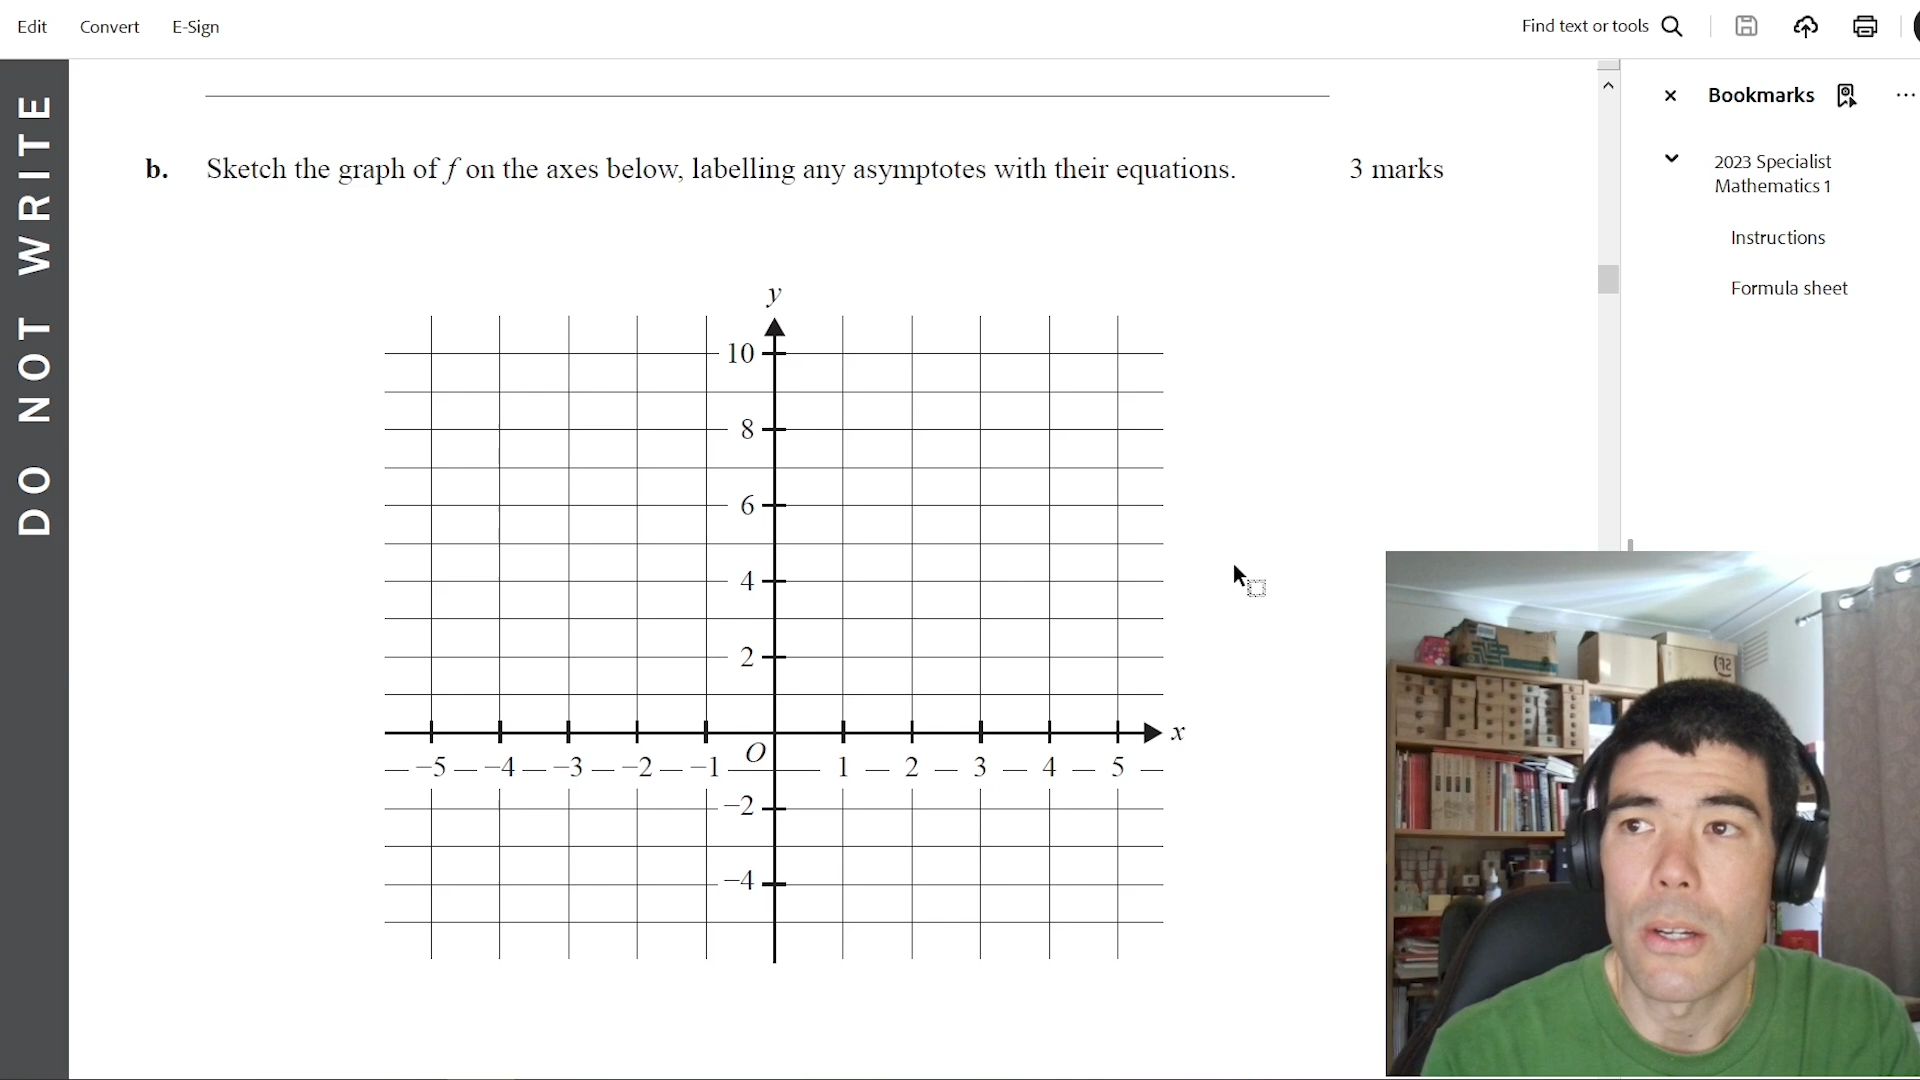 Edit Convert E-Sign
Find text or tools
DO NOT WRITE
b. Sketch the graph of f on the axes below, labelling any asymptotes with their equations. 3 marks
y
10
8
6
4
2
x
O
−5 −4 −3 −2 −1 1 2 3 4 5
−2
−4
Bookmarks
2023 Specialist
Mathematics 1
Instructions
Formula sheet